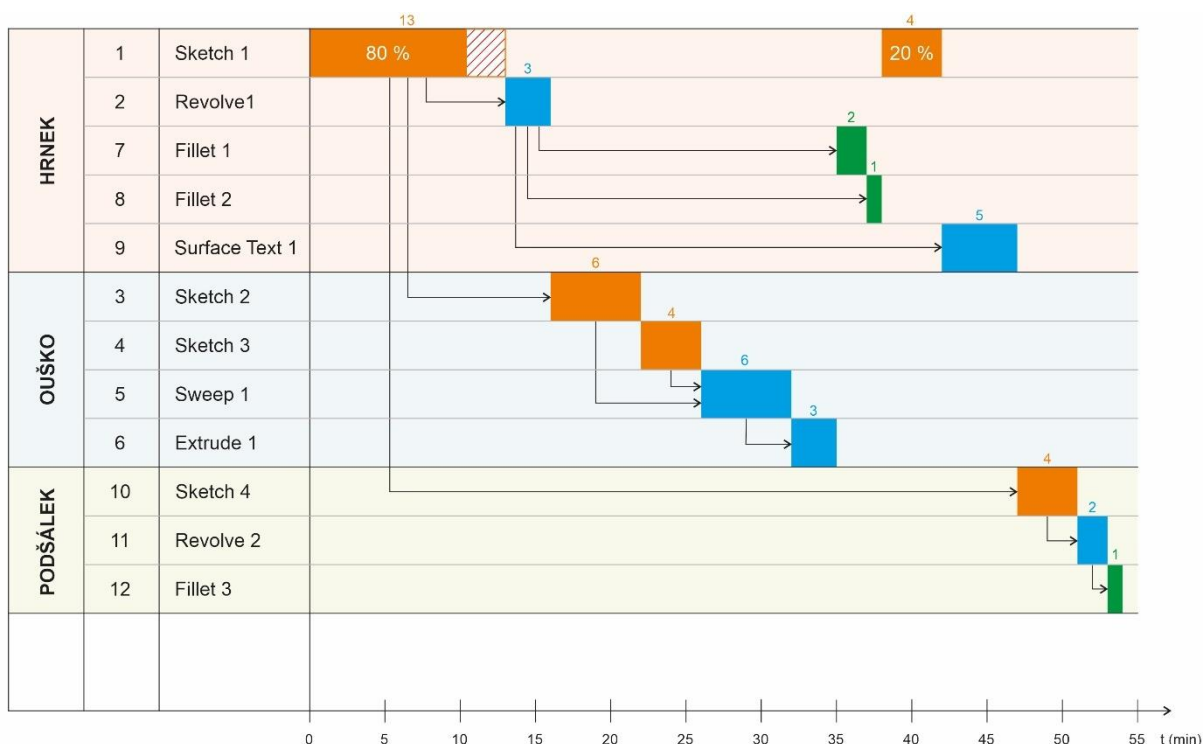 13
4
HRNEK
1 Sketch 1 80 % 20 %
3
2 Revolve1
2
7 Fillet 1
1
8 Fillet 2
5
9 Surface Text 1
6
OUŠKO
3 Sketch 2
4
4 Sketch 3
6
5 Sweep 1
3
6 Extrude 1
4
PODŠÁLEK
10 Sketch 4
2
11 Revolve 2
1
12 Fillet 3
0 5 10 15 20 25 30 35 40 45 50 55 t (min)